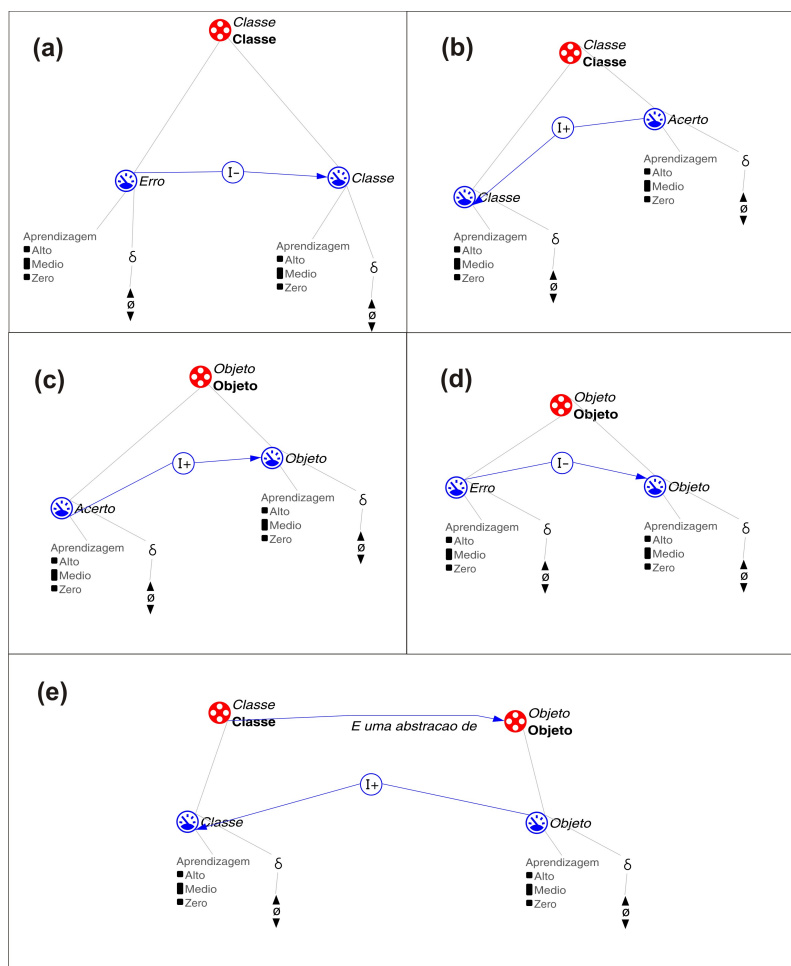 (a)
Classe
Classe
I-
Erro
Classe
Aprendizagem
Alto
Medio
Zero
δ
ø
Aprendizagem
Alto
Medio
Zero
δ
ø
(b)
Classe
Classe
I+
Acerto
Aprendizagem
Alto
Medio
Zero
δ
ø
Classe
Aprendizagem
Alto
Medio
Zero
δ
ø
(c)
Objeto
Objeto
I+
Objeto
Aprendizagem
Alto
Medio
Zero
δ
ø
Acerto
Aprendizagem
Alto
Medio
Zero
δ
ø
(d)
Objeto
Objeto
I-
Erro
Objeto
Aprendizagem
Alto
Medio
Zero
δ
ø
Aprendizagem
Alto
Medio
Zero
δ
ø
(e)
Classe
Classe
E uma abstracao de
Objeto
Objeto
I+
Classe
Objeto
Aprendizagem
Alto
Medio
Zero
δ
ø
Aprendizagem
Alto
Medio
Zero
δ
ø